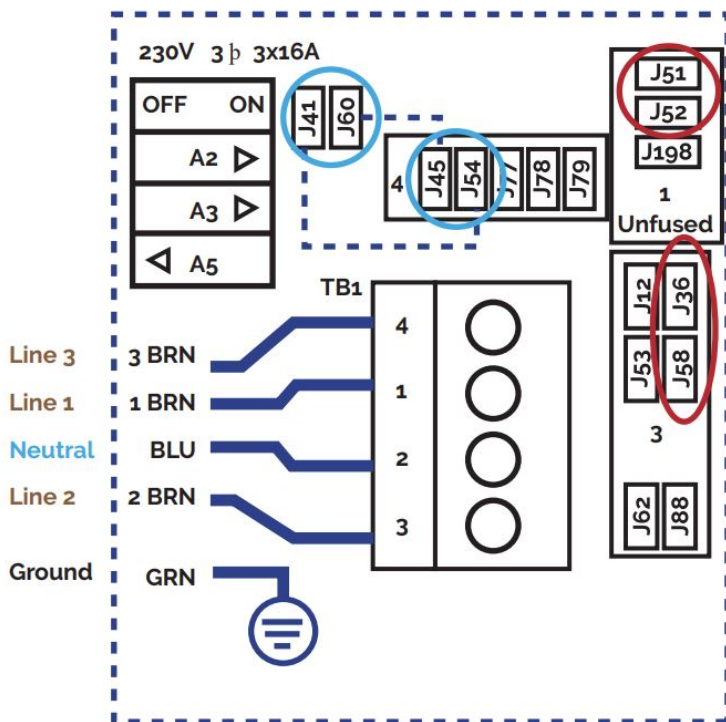 230V 3 þ 3x16A
OFF ON
A2
A3
A5
J41
J60
4
J45
J54
J77
J78
J79
J51
J52
J198
1
Unfused
J12
J36
J53
J58
3
J62
J88
TB1
4
1
2
3
Line 3 3 BRN
Line 1 1 BRN
Neutral BLU
Line 2 2 BRN
Ground GRN